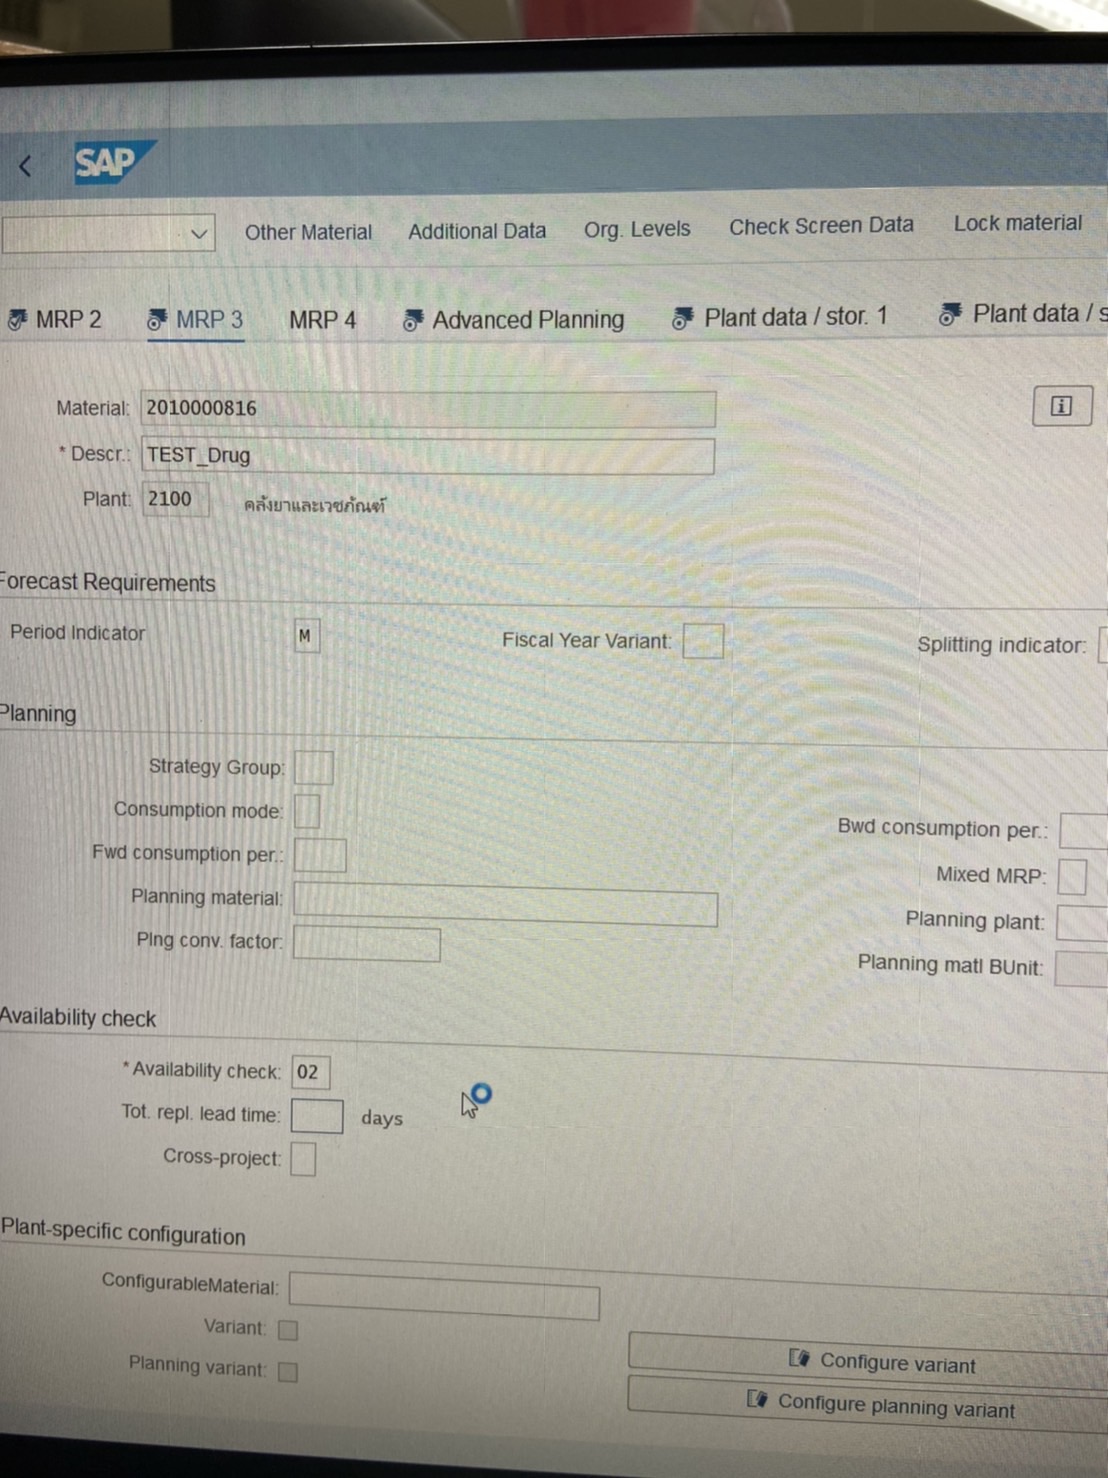 SAP
Other Material Additional Data Org. Levels Check Screen Data Lock material
MRP 2 MRP 3 MRP 4 Advanced Planning Plant data / stor. 1 Plant data / s
Material: 2010000816
* Descr.: TEST_Drug
Plant: 2100 คลังยาและเวชภัณฑ์
Forecast Requirements
Period Indicator M Fiscal Year Variant: Splitting indicator:
Planning
Strategy Group:
Consumption mode:
Bwd consumption per.:
Fwd consumption per.:
Mixed MRP:
Planning material:
Planning plant:
Plng conv. factor:
Planning matl BUnit:
Availability check
* Availability check: 02
Tot. repl. lead time: days
Cross-project:
Plant-specific configuration
ConfigurableMaterial:
Variant:
Configure variant
Planning variant:
Configure planning variant